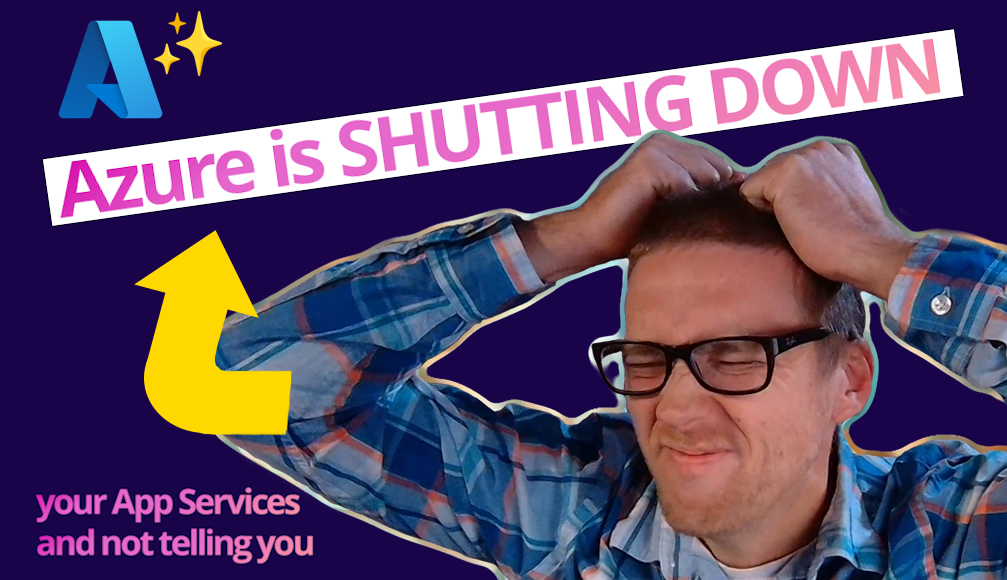 Azure is SHUTTING DOWN
your App Services
and not telling you